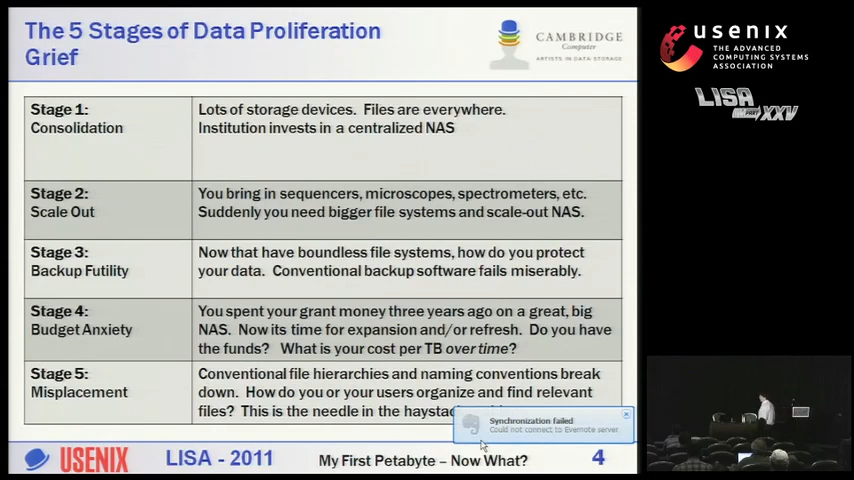 The 5 Stages of Data Proliferation
Grief
CAMBRIDGE
Computer
ARTISTS IN DATA STORAGE
usenix
THE ADVANCED
COMPUTING SYSTEMS
ASSOCIATION
LISA
XXV
Stage 1:
Consolidation
Lots of storage devices. Files are everywhere.
Institution invests in a centralized NAS
Stage 2:
Scale Out
You bring in sequencers, microscopes, spectrometers, etc.
Suddenly you need bigger file systems and scale-out NAS.
Stage 3:
Backup Futility
Now that have boundless file systems, how do you protect
your data. Conventional backup software fails miserably.
Stage 4:
Budget Anxiety
You spent your grant money three years ago on a great, big
NAS. Now its time for expansion and/or refresh. Do you have
the funds? What is your cost per TB over time?
Stage 5:
Misplacement
Conventional file hierarchies and naming conventions break
down. How do you or your users organize and find relevant
files? This is the needle in the
Synchronization failed
Could not connect to Evernote server
USENIX
LISA - 2011
My First Petabyte – Now What?
4